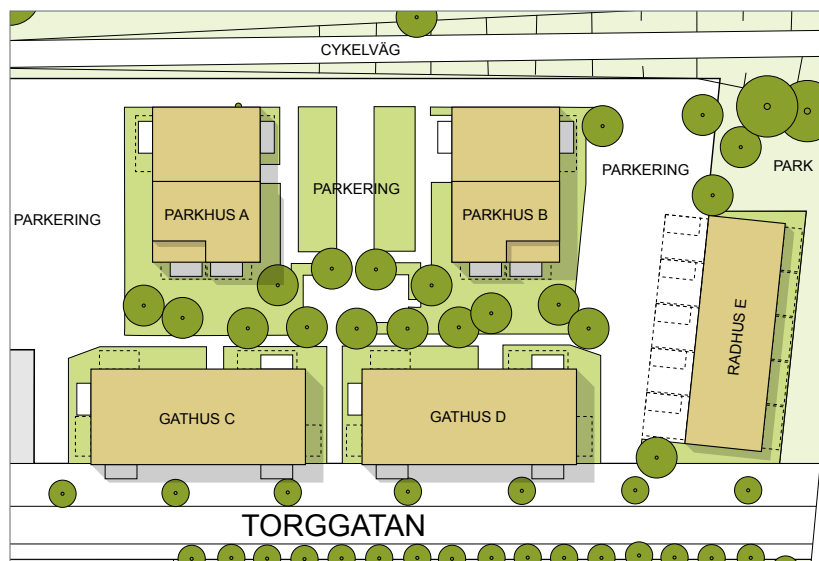 CYKELVÄG
PARKERING
PARK
PARKERING
PARKERING
PARKHUS A
PARKHUS B
RADHUS E
GATHUS C
GATHUS D
TORGGATAN